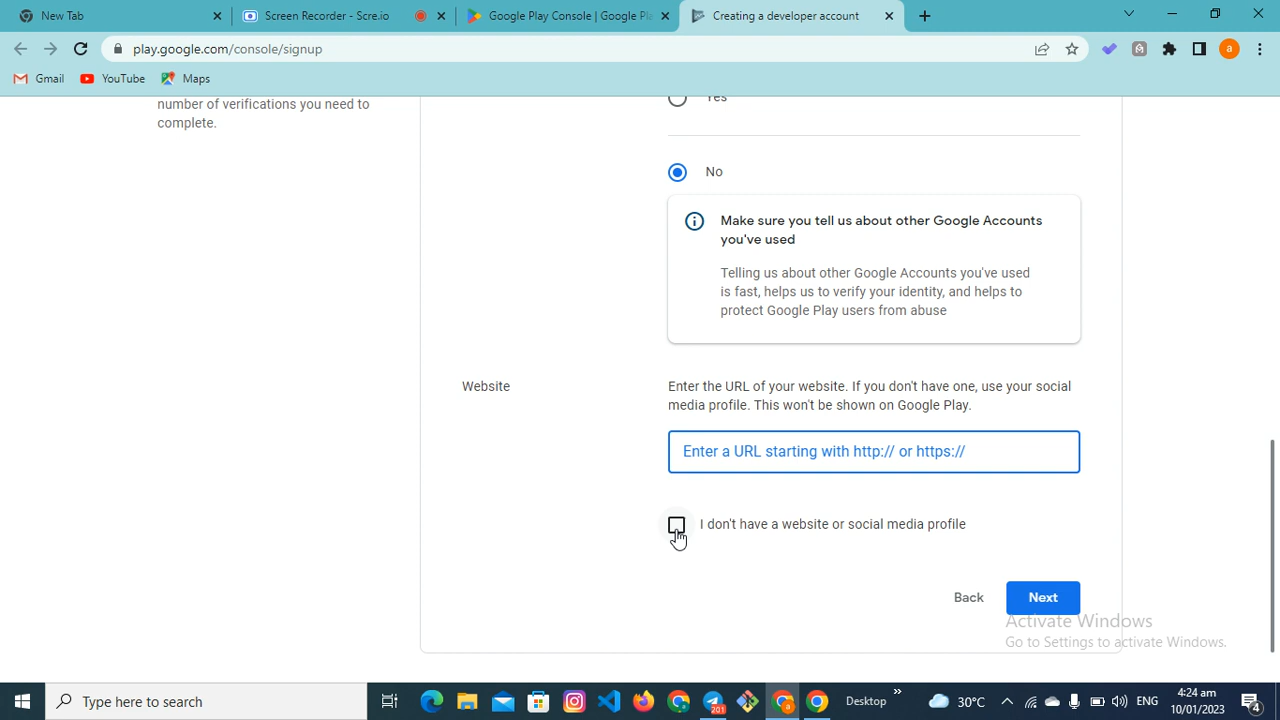 New Tab
Screen Recorder - Scre.io
Google Play Console | Google Pla
Creating a developer account
play.google.com/console/signup
a
Gmail
YouTube
Maps
number of verifications you need to
complete.
Yes
No
Make sure you tell us about other Google Accounts
you've used
Telling us about other Google Accounts you've used
is fast, helps us to verify your identity, and helps to
protect Google Play users from abuse
Website
Enter the URL of your website. If you don't have one, use your social
media profile. This won't be shown on Google Play.
Enter a URL starting with http:// or https://
I don't have a website or social media profile
Back
Next
Activate Windows
Go to Settings to activate Windows.
Type here to search
201
Desktop
30°C
ENG
4:24 am
10/01/2023
4